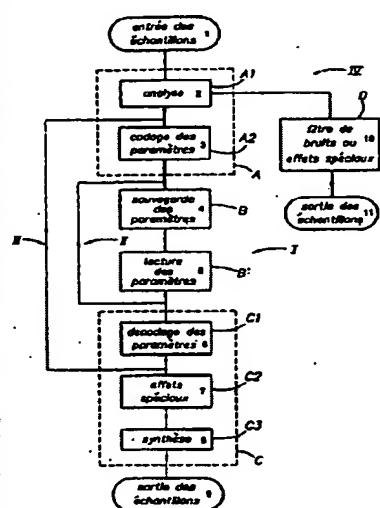 entrée des
échantillons 1
analyse 2
A1
IV
D
codage des
paramètres 3
A2
A
filtre de
bruits ou 10
effets spéciaux
sauvegarde
des
paramètres 4
B
sortie des
échantillons 11
III
II
I
lecture
des
paramètres 5
B'
décodage des
paramètres 6
C1
effets
spéciaux 7
C2
synthèse 8
C3
C
sortie des
échantillons 9